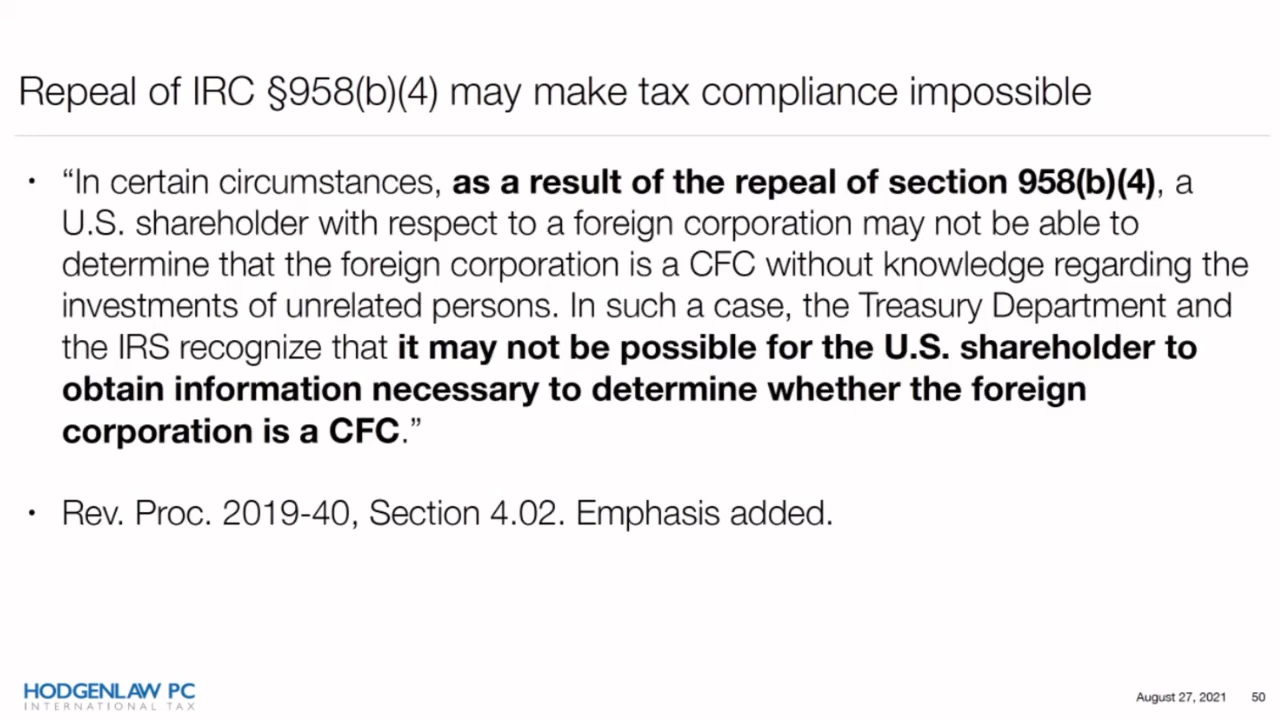 Repeal of IRC §958(b)(4) may make tax compliance impossible
• “In certain circumstances, as a result of the repeal of section 958(b)(4), a
U.S. shareholder with respect to a foreign corporation may not be able to
determine that the foreign corporation is a CFC without knowledge regarding the
investments of unrelated persons. In such a case, the Treasury Department and
the IRS recognize that it may not be possible for the U.S. shareholder to
obtain information necessary to determine whether the foreign
corporation is a CFC.”
• Rev. Proc. 2019-40, Section 4.02. Emphasis added.
HODGENLAW PC
INTERNATIONAL TAX
August 27, 2021 50